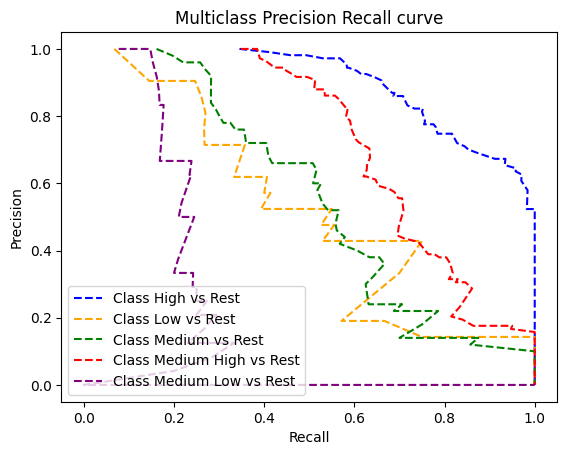 Multiclass Precision Recall curve
1.0
0.8
0.6
0.4
0.2
0.0
Precision
Class High vs Rest
Class Low vs Rest
Class Medium vs Rest
Class Medium High vs Rest
Class Medium Low vs Rest
0.0 0.2 0.4 0.6 0.8 1.0
Recall